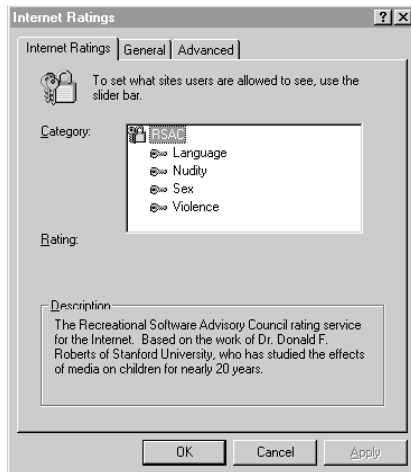 Internet Ratings
Internet Ratings General Advanced
To set what sites users are allowed to see, use the
slider bar.
Category:
RSAC
Language
Nudity
Sex
Violence
Rating:
Description
The Recreational Software Advisory Council rating service
for the Internet. Based on the work of Dr. Donald F.
Roberts of Stanford University, who has studied the effects
of media on children for nearly 20 years.
OK Cancel Apply